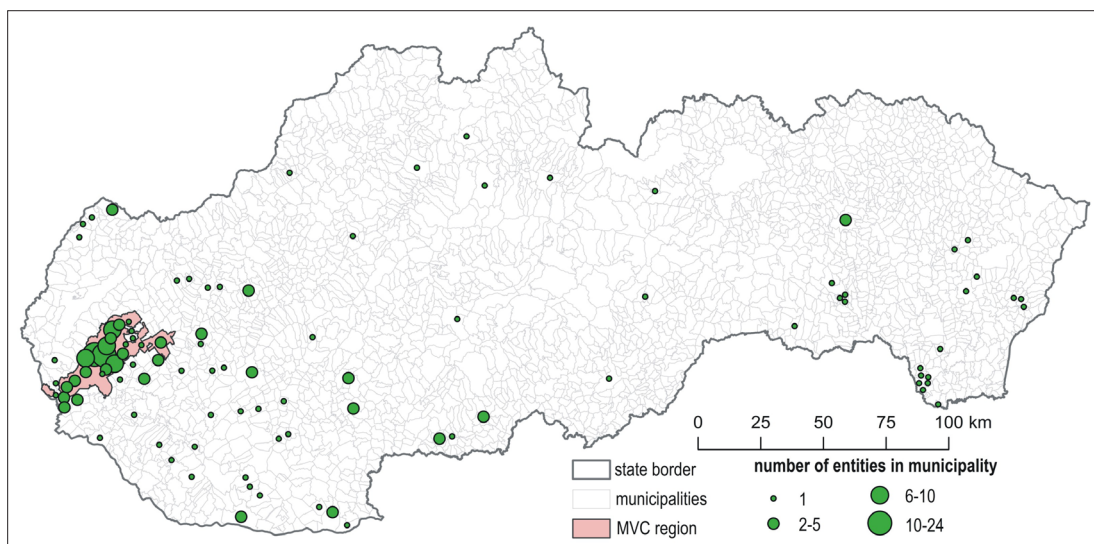 0 25 50 75 100 km
state border
municipalities
MVC region
number of entities in municipality
1
2-5
6-10
10-24